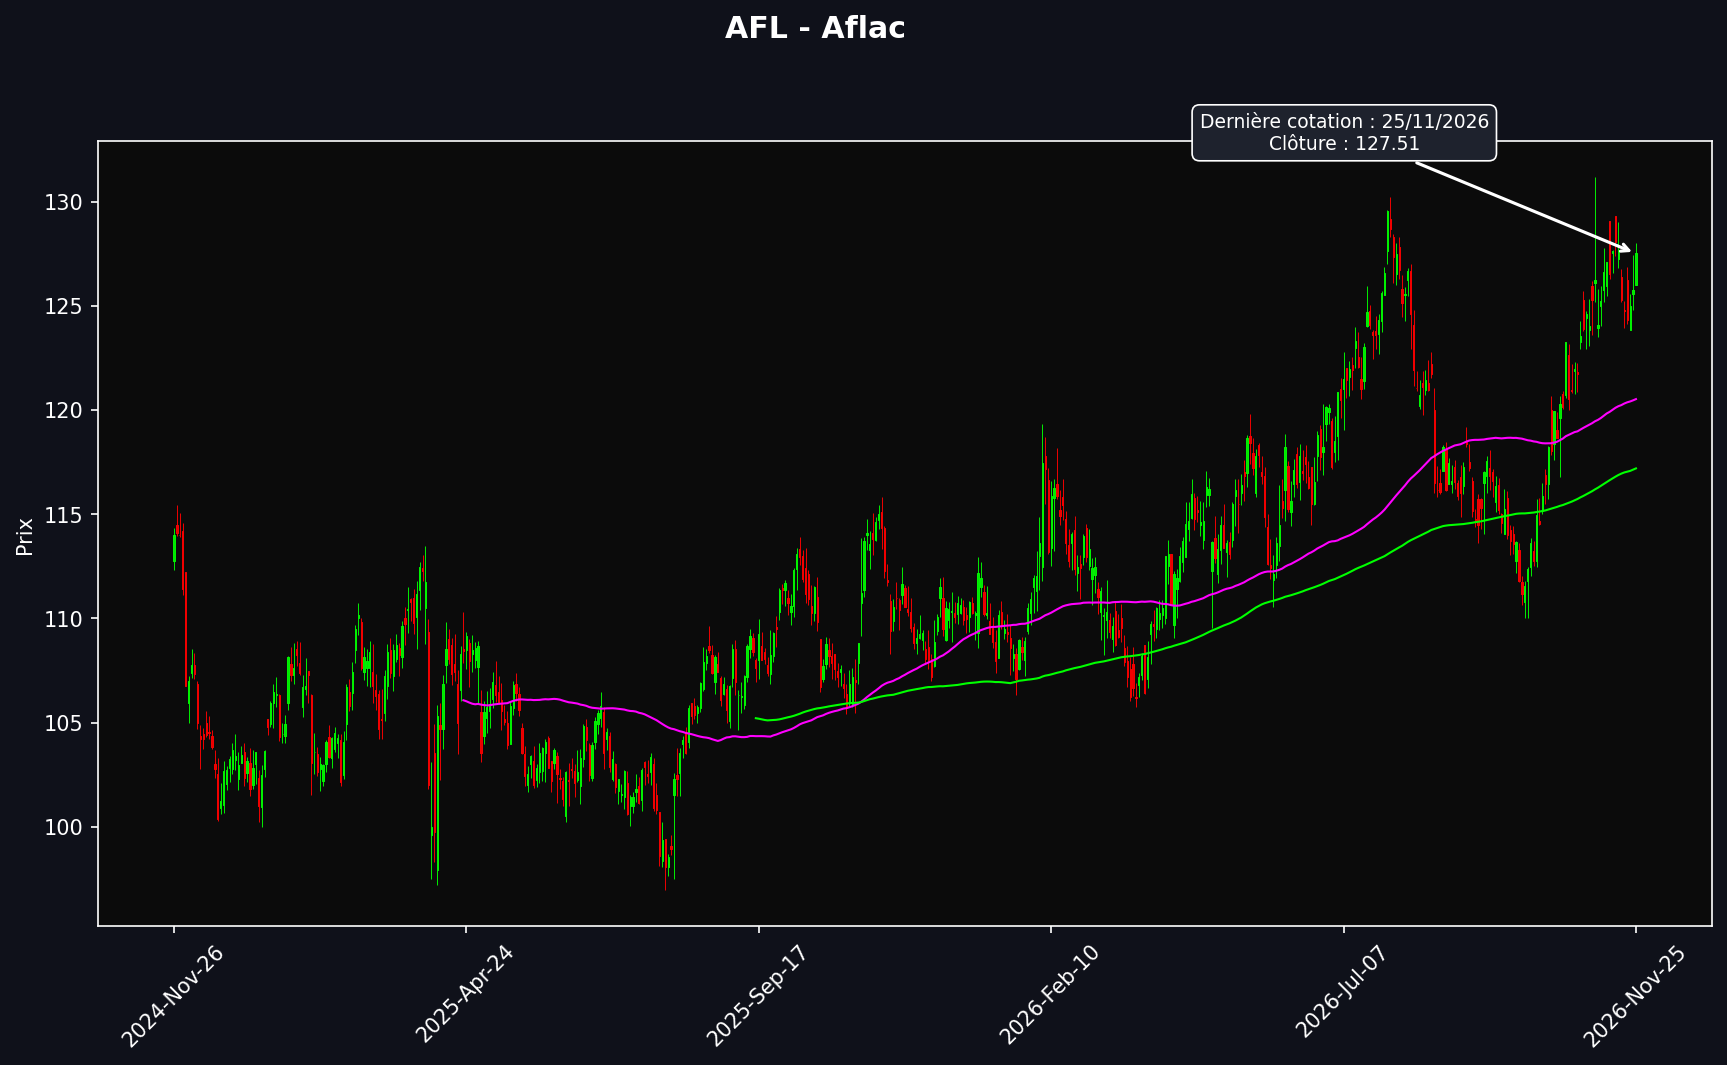 AFL - Aflac
Dernière cotation : 25/11/2026
Clôture : 127.51
Prix
130
125
120
115
110
105
100
2024-Nov-26
2025-Apr-24
2025-Sep-17
2026-Feb-10
2026-Jul-07
2026-Nov-25